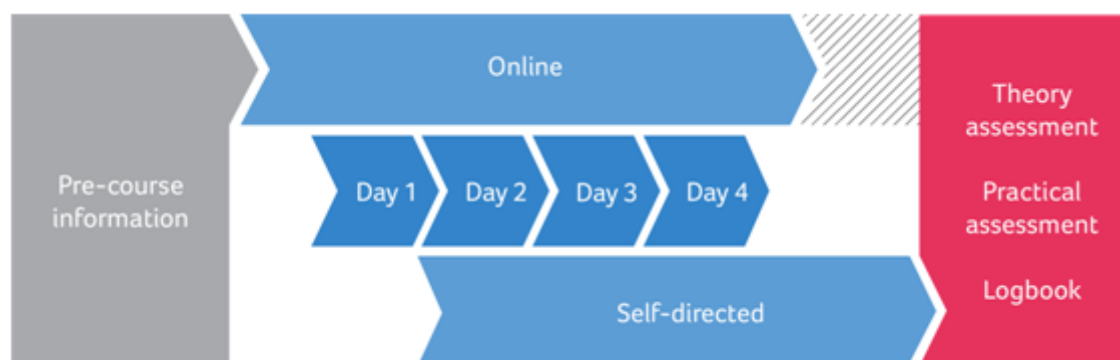 Pre-course
information
Online
Day 1
Day 2
Day 3
Day 4
Self-directed
Theory
assessment
Practical
assessment
Logbook